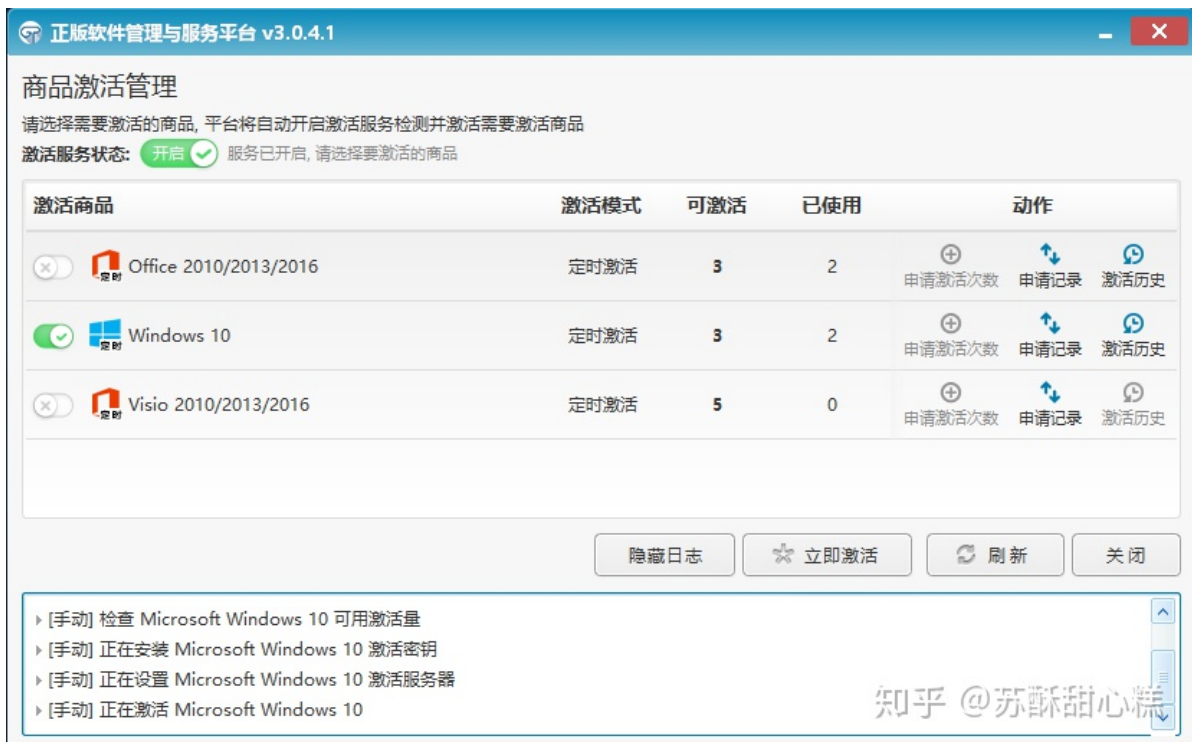 正版软件管理与服务平台 v3.0.4.1
商品激活管理
请选择需要激活的商品, 平台将自动开启激活服务检测并激活需要激活商品
激活服务状态: 开启 服务已开启, 请选择要激活的商品
激活商品 激活模式 可激活 已使用 动作
定时 Office 2010/2013/2016 定时激活 3 2 申请激活次数 申请记录 激活历史
定时 Windows 10 定时激活 3 2 申请激活次数 申请记录 激活历史
定时 Visio 2010/2013/2016 定时激活 5 0 申请激活次数 申请记录 激活历史
隐藏日志 立即激活 刷新 关闭
[手动] 检查 Microsoft Windows 10 可用激活量
[手动] 正在安装 Microsoft Windows 10 激活密钥
[手动] 正在设置 Microsoft Windows 10 激活服务器
[手动] 正在激活 Microsoft Windows 10
知乎 @苏酥甜心糕